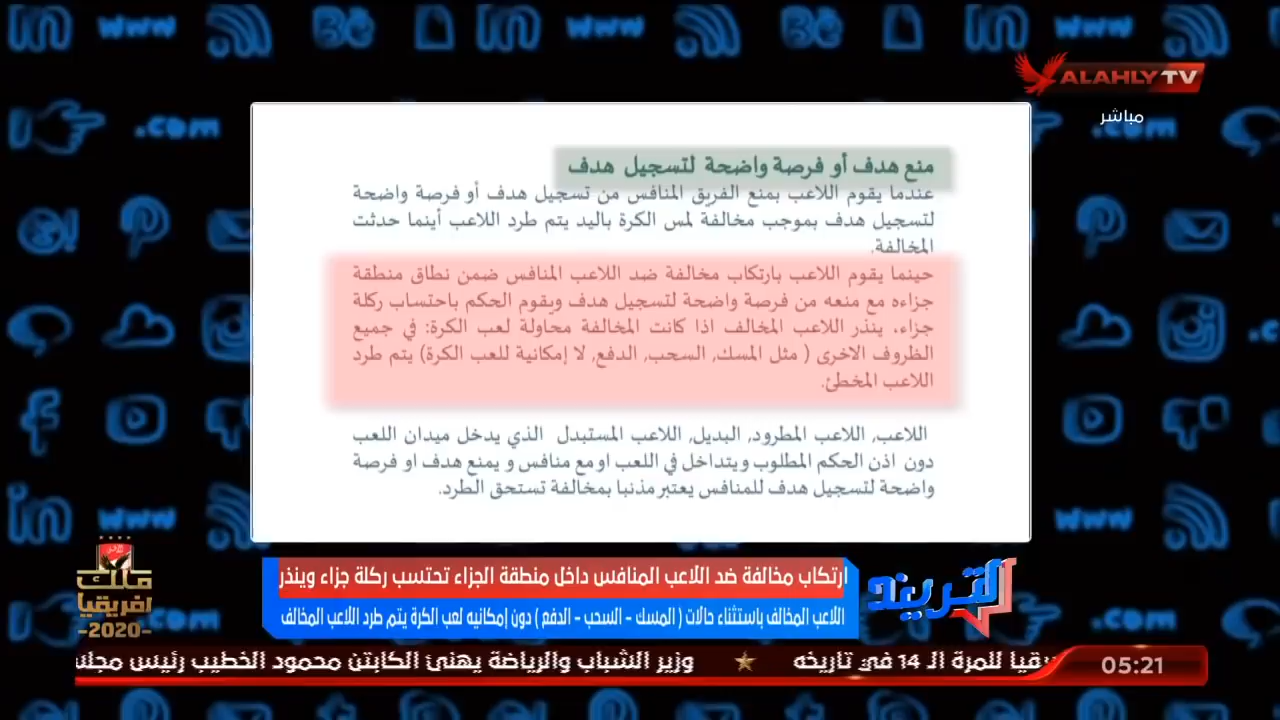 ALAHLY TV
مباشر
منع هدف أو فرصة واضحة لتسجيل هدف
عندما يقوم اللاعب بمنع الفريق المنافس من تسجيل هدف أو فرصة واضحة
لتسجيل هدف بموجب مخالفة لمس الكرة باليد يتم طرد اللاعب أينما حدثت
المخالفة.
حينما يقوم اللاعب بارتكاب مخالفة ضد اللاعب المنافس ضمن نطاق منطقة
جزاءه مع منعه من فرصة واضحة لتسجيل هدف ويقوم الحكم باحتساب ركلة
جزاء، ينذر اللاعب المخالف اذا كانت المخالفة محاولة لعب الكرة: في جميع
الظروف الاخرى ( مثل المسك, السحب, الدفع, لا إمكانية للعب الكرة) يتم طرد
اللاعب المخطئ.
اللاعب, اللاعب المطرود, البديل, اللاعب المستبدل الذي يدخل ميدان اللعب
دون اذن الحكم المطلوب ويتداخل في اللعب او مع منافس و يمنع هدف او فرصة
واضحة لتسجيل هدف للمنافس يعتبر مذنبا بمخالفة تستحق الطرد.
ارتكاب مخالفة ضد اللاعب المنافس داخل منطقة الجزاء تحتسب ركلة جزاء وينذر
اللاعب المخالف باستثناء حالات ( المسك - السحب - الدفع ) دون إمكانيه لعب الكرة يتم طرد اللاعب المخالف
التريند
ملك
افريقيا
-2020-
قيا للمرة الـ 14 في تاريخه ★ وزير الشباب والرياضة يهنئ الكابتن محمود الخطيب رئيس مجلس
05:21